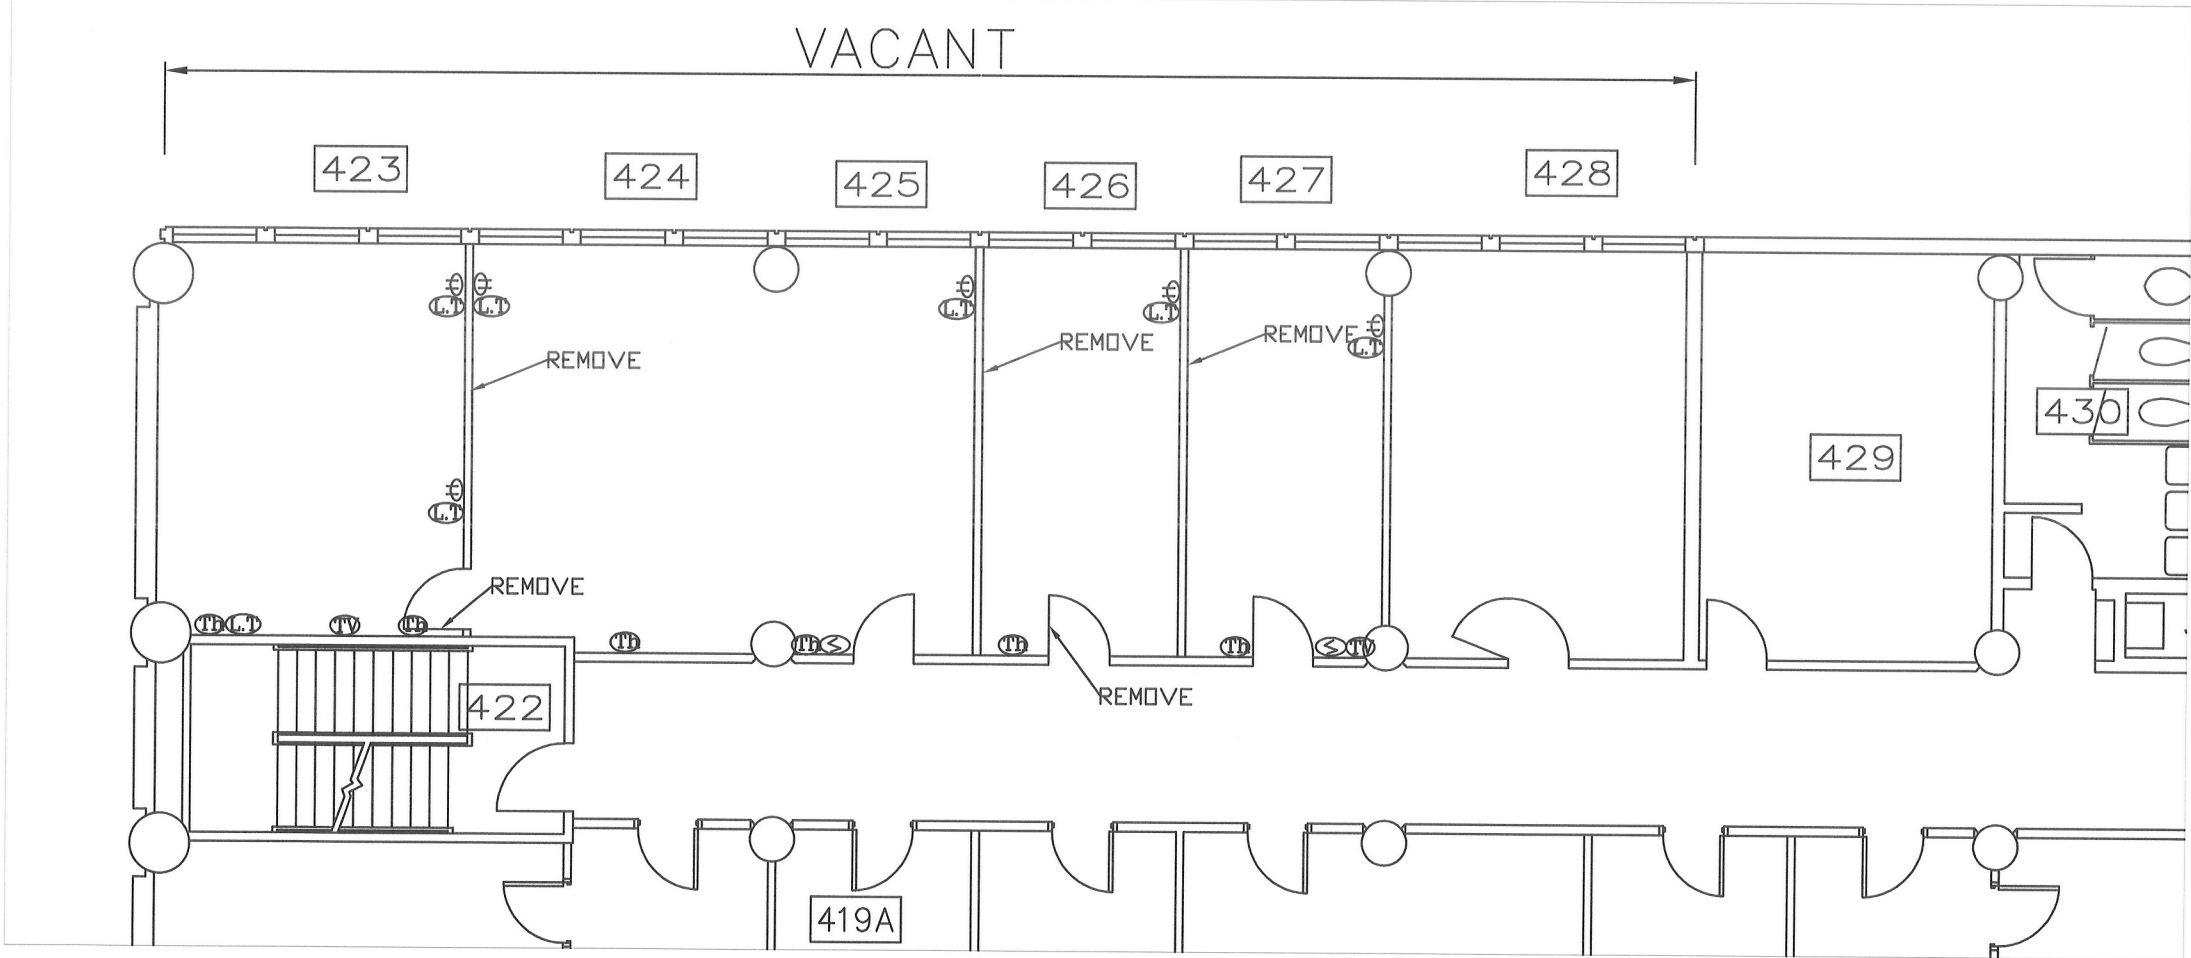 VACANT
423
424
425
426
427
428
L.T
L.T
L.T
L.T
REMOVE
REMOVE
REMOVE
L.T
430
429
L.T
REMOVE
Th
L.T
TV
Th
Th
Th
S
Th
Th
S
TV
422
REMOVE
419A